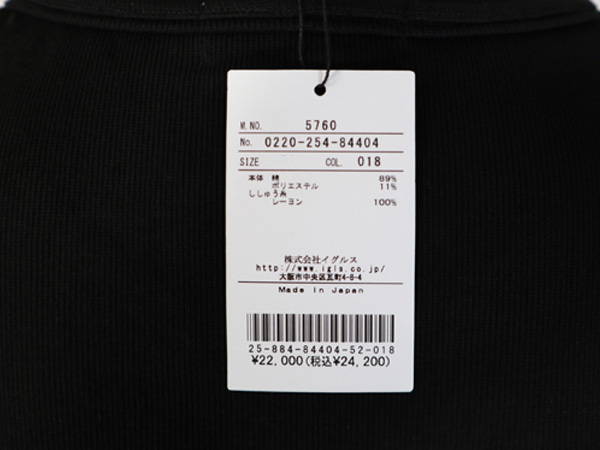 M.NO. 5760
No. 0220-254-84404
SIZE COL. 018
本体 綿 89%
ポリエステル 11%
ししゅう糸
レーヨン 100%
株式会社イグルス
http://www.igls.co.jp/
大阪市中央区瓦町4-8-4
Made In Japan
25-884-84404-52-018
¥22,000(税込¥24,200)